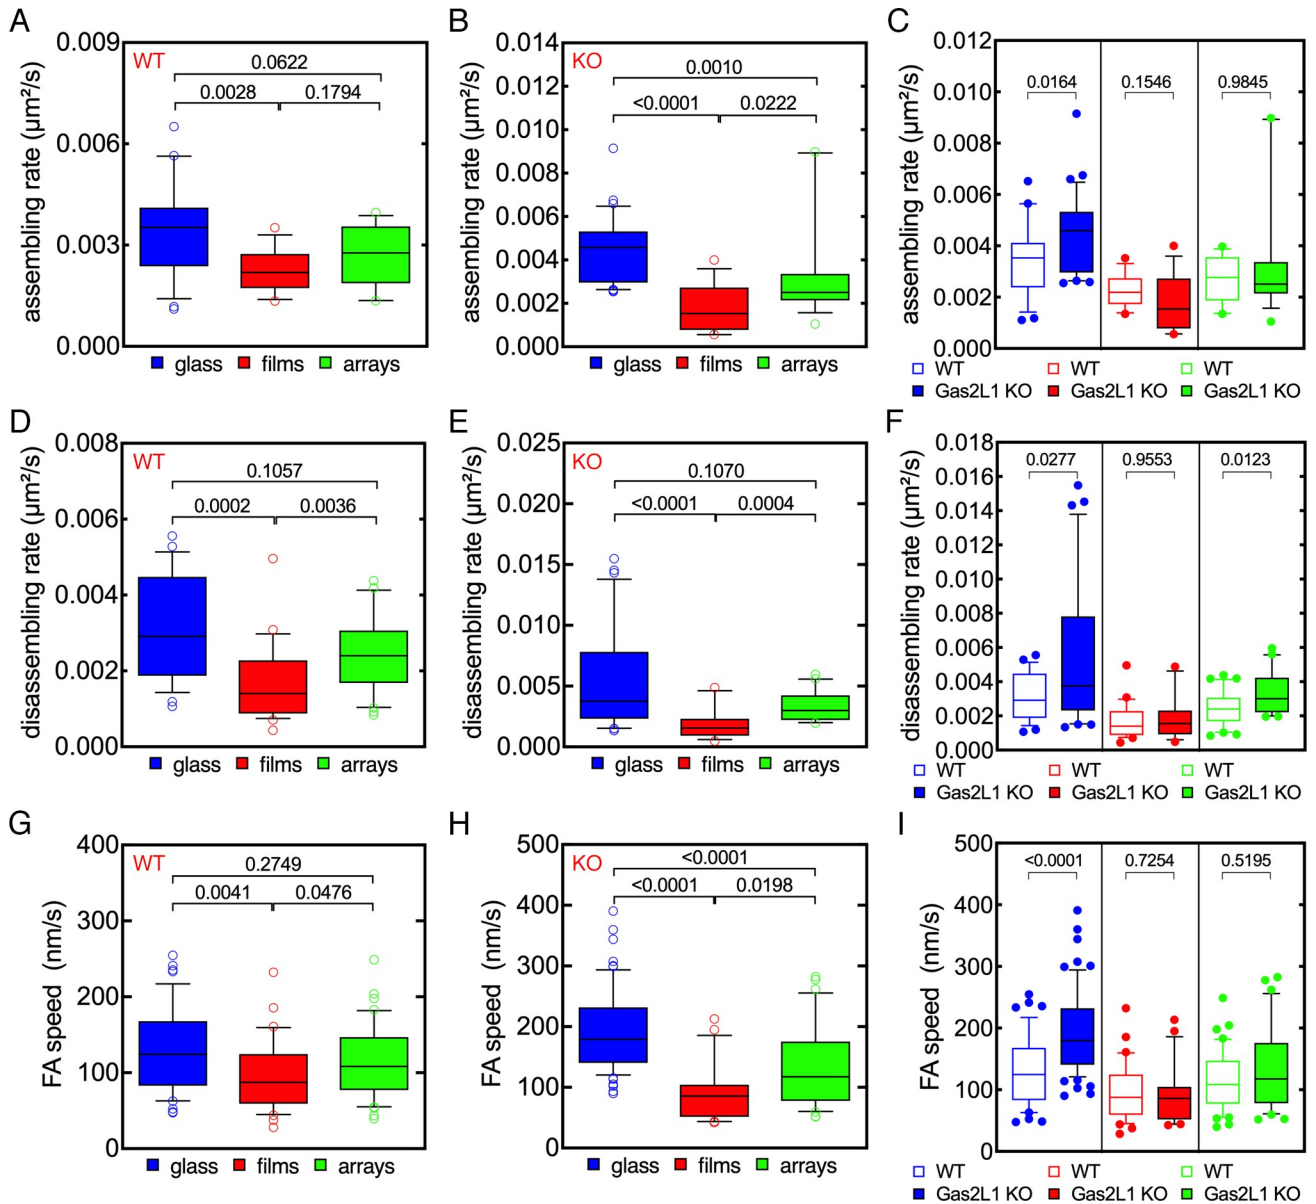 A
assembling rate (µm²/s)
0.009
0.006
0.003
0.000
WT
0.0622
0.0028
0.1794
glass films arrays
B
assembling rate (µm²/s)
0.014
0.012
0.010
0.008
0.006
0.004
0.002
0.000
KO
0.0010
<0.0001
0.0222
glass films arrays
C
assembling rate (µm²/s)
0.012
0.010
0.008
0.006
0.004
0.002
0.000
0.0164
0.1546
0.9845
WT WT WT
Gas2L1 KO Gas2L1 KO Gas2L1 KO
D
disassembling rate (µm²/s)
0.008
0.006
0.004
0.002
0.000
WT
0.1057
0.0002
0.0036
glass films arrays
E
disassembling rate (µm²/s)
0.025
0.020
0.015
0.010
0.005
0.000
KO
0.1070
<0.0001
0.0004
glass films arrays
F
disassembling rate (µm²/s)
0.018
0.016
0.014
0.012
0.010
0.008
0.006
0.004
0.002
0.000
0.0277
0.9553
0.0123
WT WT WT
Gas2L1 KO Gas2L1 KO Gas2L1 KO
G
FA speed (nm/s)
400
300
200
100
0
WT
0.2749
0.0041
0.0476
glass films arrays
H
FA speed (nm/s)
500
400
300
200
100
0
KO
<0.0001
<0.0001
0.0198
glass films arrays
I
FA speed (nm/s)
500
400
300
200
100
0
<0.0001
0.7254
0.5195
WT WT WT
Gas2L1 KO Gas2L1 KO Gas2L1 KO